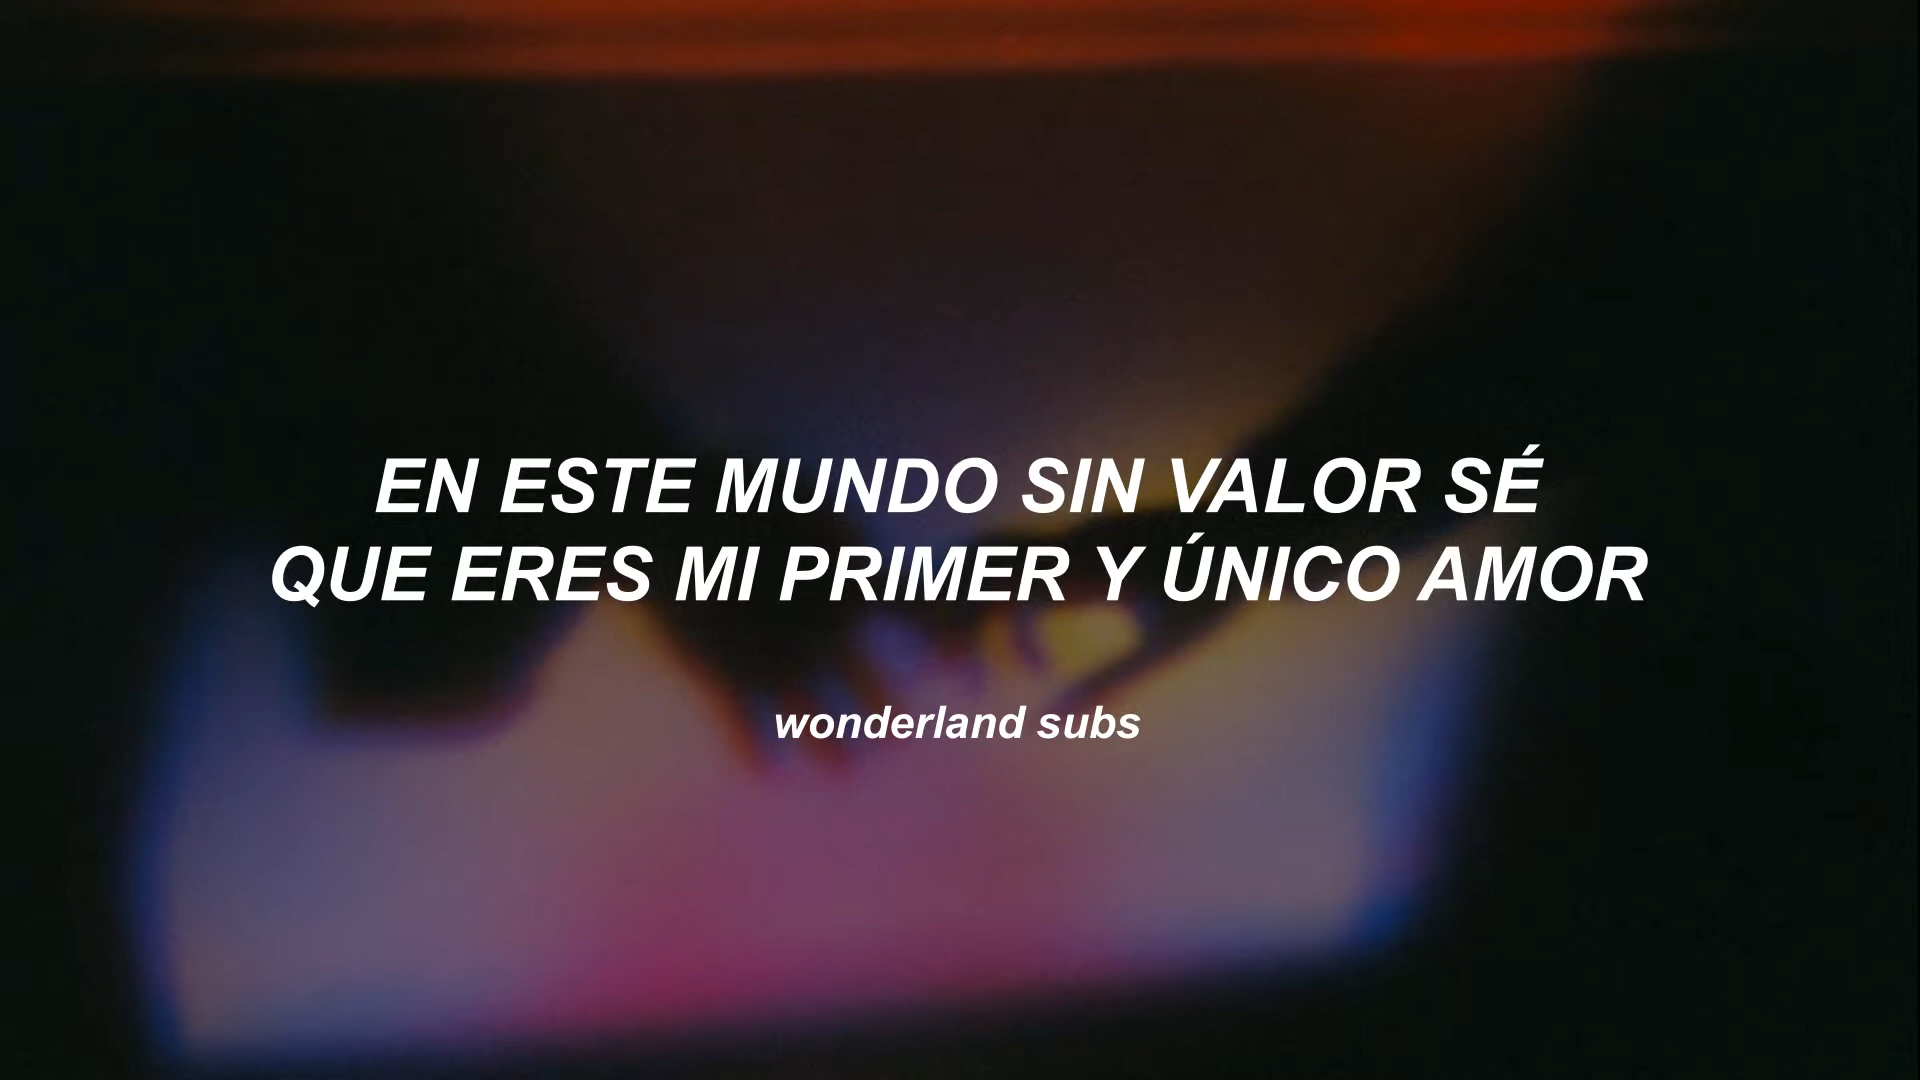 EN ESTE MUNDO SIN VALOR SÉ
QUE ERES MI PRIMER Y ÚNICO AMOR
wonderland subs